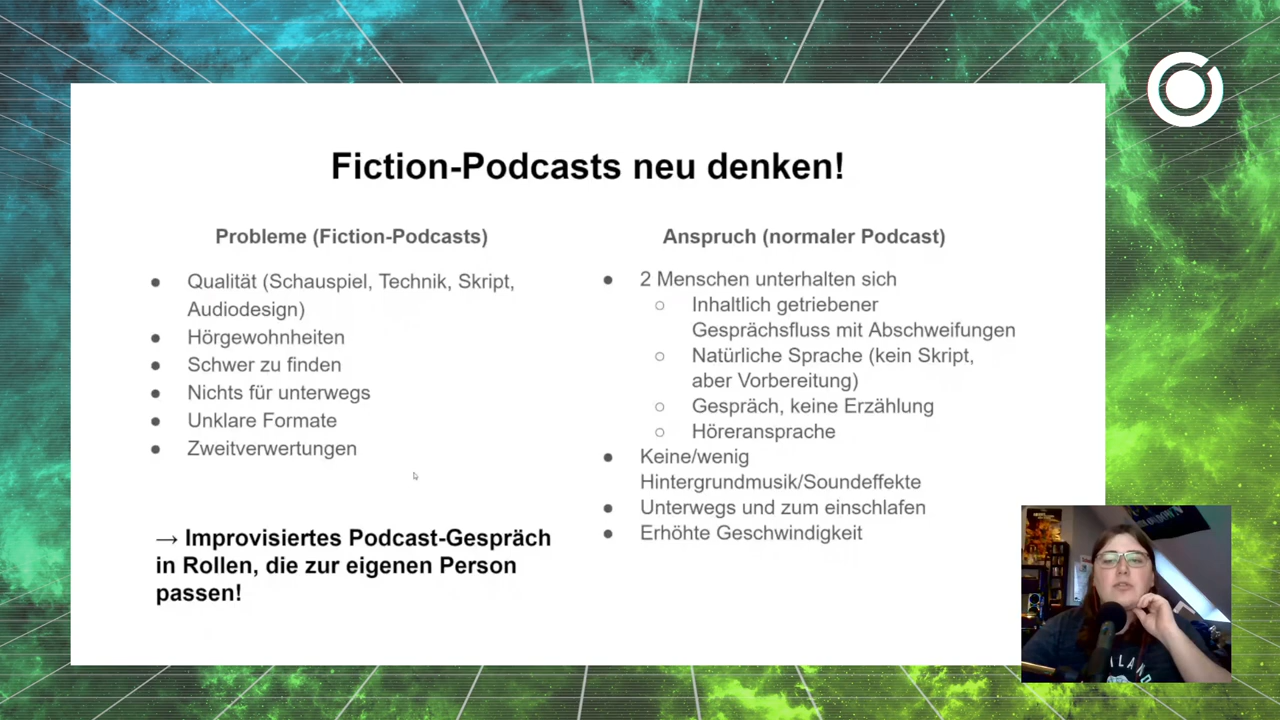 Fiction-Podcasts neu denken!
Probleme (Fiction-Podcasts)
● Qualität (Schauspiel, Technik, Skript,
Audiodesign)
● Hörgewohnheiten
● Schwer zu finden
● Nichts für unterwegs
● Unklare Formate
● Zweitverwertungen
→ Improvisiertes Podcast-Gespräch
in Rollen, die zur eigenen Person
passen!
Anspruch (normaler Podcast)
● 2 Menschen unterhalten sich
○ Inhaltlich getriebener
Gesprächsfluss mit Abschweifungen
○ Natürliche Sprache (kein Skript,
aber Vorbereitung)
○ Gespräch, keine Erzählung
○ Höreransprache
● Keine/wenig
Hintergrundmusik/Soundeffekte
● Unterwegs und zum einschlafen
● Erhöhte Geschwindigkeit